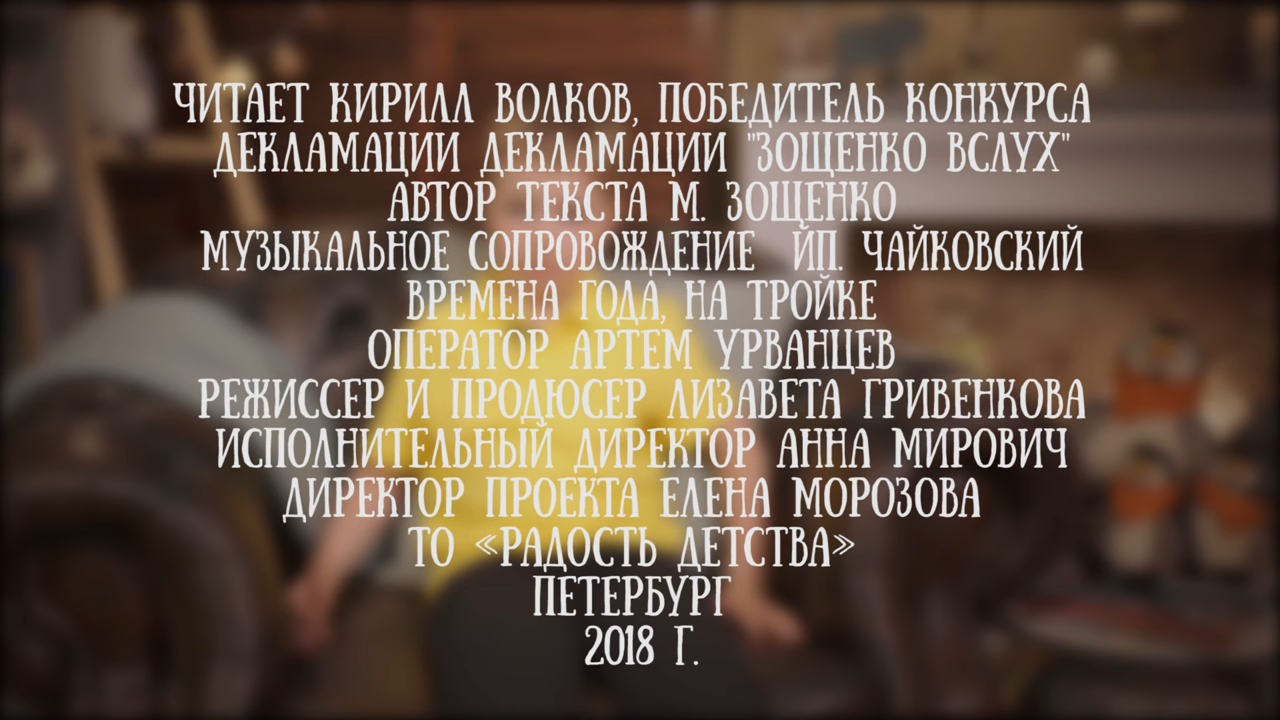 ЧИТАЕТ КИРИЛЛ ВОЛКОВ, ПОБЕДИТЕЛЬ КОНКУРСА
ДЕКЛАМАЦИИ ДЕКЛАМАЦИИ "ЗОЩЕНКО ВСЛУХ"
АВТОР ТЕКСТА М. ЗОЩЕНКО
МУЗЫКАЛЬНОЕ СОПРОВОЖДЕНИЕ ЙП. ЧАЙКОВСКИЙ
ВРЕМЕНА ГОДА, НА ТРОЙКЕ
ОПЕРАТОР АРТЕМ УРВАНЦЕВ
РЕЖИССЕР И ПРОДЮСЕР ЛИЗАВЕТА ГРИВЕНКОВА
ИСПОЛНИТЕЛЬНЫЙ ДИРЕКТОР АННА МИРОВИЧ
ДИРЕКТОР ПРОЕКТА ЕЛЕНА МОРОЗОВА
ТО «РАДОСТЬ ДЕТСТВА»
ПЕТЕРБУРГ
2018 Г.